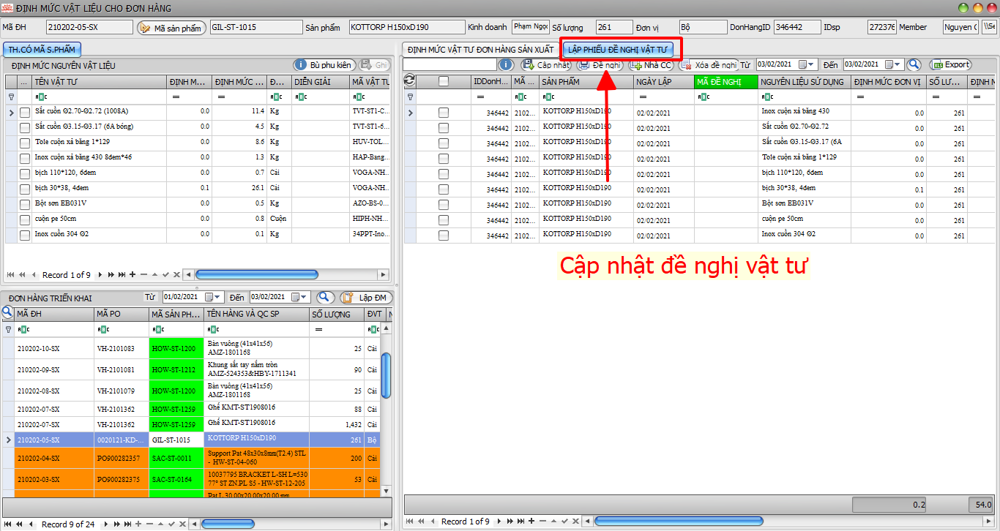 ĐỊNH MỨC VẬT LIỆU CHO ĐƠN HÀNG
Mã ĐH 210202-05-SX Mã sản phẩm GIL-ST-1015 Sản phẩm KOTTORP H150xD190 Kinh doanh Phạm Ngọc Số lượng 261 Đơn vị Bộ DonHangID 346442 IDsp 272376 Member Nguyen \\Se
TH.CÓ MÃ S.PHẨM
ĐỊNH MỨC NGUYÊN VẬT LIỆU Bù phu kiên Ghi
... TÊN VẬT TƯ ĐỊNH M... ĐỊNH MỨC ... Đ... DIỄN GIẢI MÃ VẬT TƯ
Sắt cuồn Ø2.70-Ø2.72 (1008A) 0.0 11.4 Kg TVT-ST1-C...
Sắt cuồn Ø3.15-Ø3.17 (6A bóng) 0.0 4.5 Kg TVT-ST1-6...
Tole cuộn xả băng 1*129 0.0 8.6 Kg HUV-TOL...
Inox cuộn xả băng 430 8dem*46 0.0 1.3 Kg HAP-Bang...
bịch 110*120, 6dem 0.0 0.7 Cái VOGA-NH...
bịch 30*38, 4dem 0.1 26.1 Cái VOGA-NH...
Bột sơn EB031V 0.0 0.5 Kg AZO-BS-0...
cuộn pe 50cm 0.0 0.8 Cuộn HIPH-NH...
Inox cuồn 304 Ø2 0.0 0.1 Kg 34PPT-Ino...
Record 1 of 9
ĐƠN HÀNG TRIỂN KHAI Từ 01/02/2021 Đến 03/02/2021 Lập ĐM
MÃ ĐH MÃ PO MÃ SẢN PH... TÊN HÀNG VÀ QC SP SỐ LƯỢNG ĐVT
210202-10-SX VH-2101083 HOW-ST-1200 Bàn vuông (41x41x56) 25 Cái
AMZ-1801168
210202-09-SX VH-2101081 HOW-ST-1212 Khung sắt tay nắm tròn 90 Cái
AMZ-524353&HBY-1711341
210202-08-SX VH-2101079 HOW-ST-1200 Bàn vuông (41x41x56) 25 Cái
AMZ-1801168
210202-07-SX VH-2101362 HOW-ST-1259 Ghế KMT-ST1908016 88 Cái
210202-07-SX VH-2101362 HOW-ST-1259 Ghế KMT-ST1908016 1,432 Cái
210202-05-SX 0020121-KD-... GIL-ST-1015 KOTTORP H150xD190 261 Bộ
210202-04-SX PO900282357 SAC-ST-0011 Support Pat 48x30x8mm(T2.4) STL 200 Cái
- HW-ST-04-060
210202-03-SX PO900282375 SAC-ST-0164 10037795 BRACKET L-SH L=530 53 Cái
77° ST ZN.PL S5 - HW-ST-12-205
Pat L 30.00x20.00x20.00 mm
Record 9 of 24
ĐỊNH MỨC VẬT TƯ ĐƠN HÀNG SẢN XUẤT LẬP PHIẾU ĐỀ NGHỊ VẬT TƯ
Cập nhật Đề nghị Nhà CC Xóa đề nghị Từ 03/02/2021 Đến 03/02/2021 Export
IDDonH... MÃ ... SẢN PHẨM NGÀY LẬP MÃ ĐỀ NGHỊ NGUYÊN LIỆU SỬ DỤNG ĐỊNH MỨC ĐƠN VỊ SỐ LƯ... ĐỊNH M
346442 2102... KOTTORP H150xD190 02/02/2021 Inox cuộn xả băng 430 0.0 261
346442 2102... KOTTORP H150xD190 02/02/2021 Sắt cuồn Ø2.70-Ø2.72 0.0 261
346442 2102... KOTTORP H150xD190 02/02/2021 Sắt cuồn Ø3.15-Ø3.17 (6A 0.0 261
346442 2102... KOTTORP H150xD190 02/02/2021 Tole cuộn xả băng 1*129 0.0 261
346442 2102... KOTTORP H150xD190 02/02/2021 bịch 110*120, 6dem 0.0 261
346442 2102... KOTTORP H150xD190 02/02/2021 bịch 30*38, 4dem 0.1 261
346442 2102... KOTTORP H150xD190 02/02/2021 Bột sơn EB031V 0.0 261
346442 2102... KOTTORP H150xD190 02/02/2021 cuộn pe 50cm 0.0 261
346442 2102... KOTTORP H150xD190 02/02/2021 Inox cuồn 304 Ø2 0.0 261
Cập nhật đề nghị vật tư
0.2 54.0
Record 1 of 9